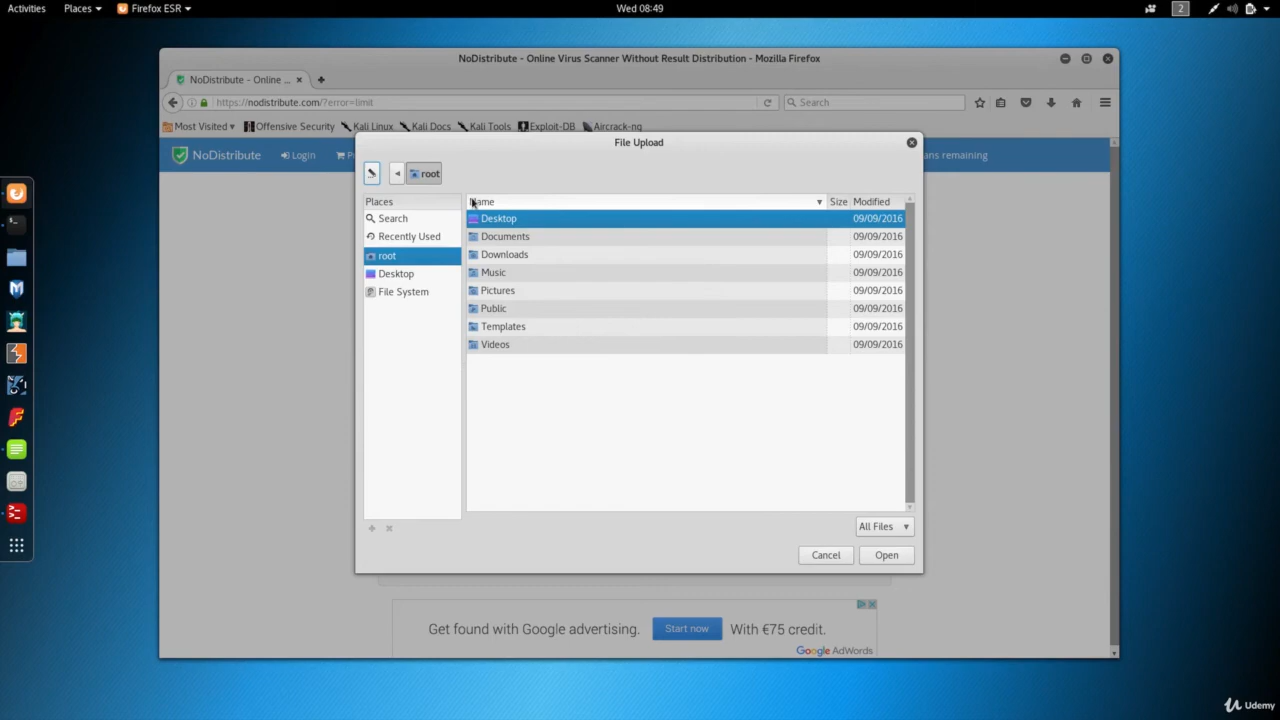 Activities Places Firefox ESR Wed 08:49 2
NoDistribute - Online Virus Scanner Without Result Distribution - Mozilla Firefox
NoDistribute - Online ...
https://nodistribute.com/?error=limit Search
Most Visited Offensive Security Kali Linux Kali Docs Kali Tools Exploit-DB Aircrack-ng
File Upload
NoDistribute Login remaining
root
Places Name Size Modified
Search Desktop 09/09/2016
Recently Used Documents 09/09/2016
root Downloads 09/09/2016
Desktop Music 09/09/2016
File System Pictures 09/09/2016
Public 09/09/2016
Templates 09/09/2016
Videos 09/09/2016
All Files
Cancel Open
Get found with Google advertising. Start now With €75 credit.
Google AdWords
Udemy